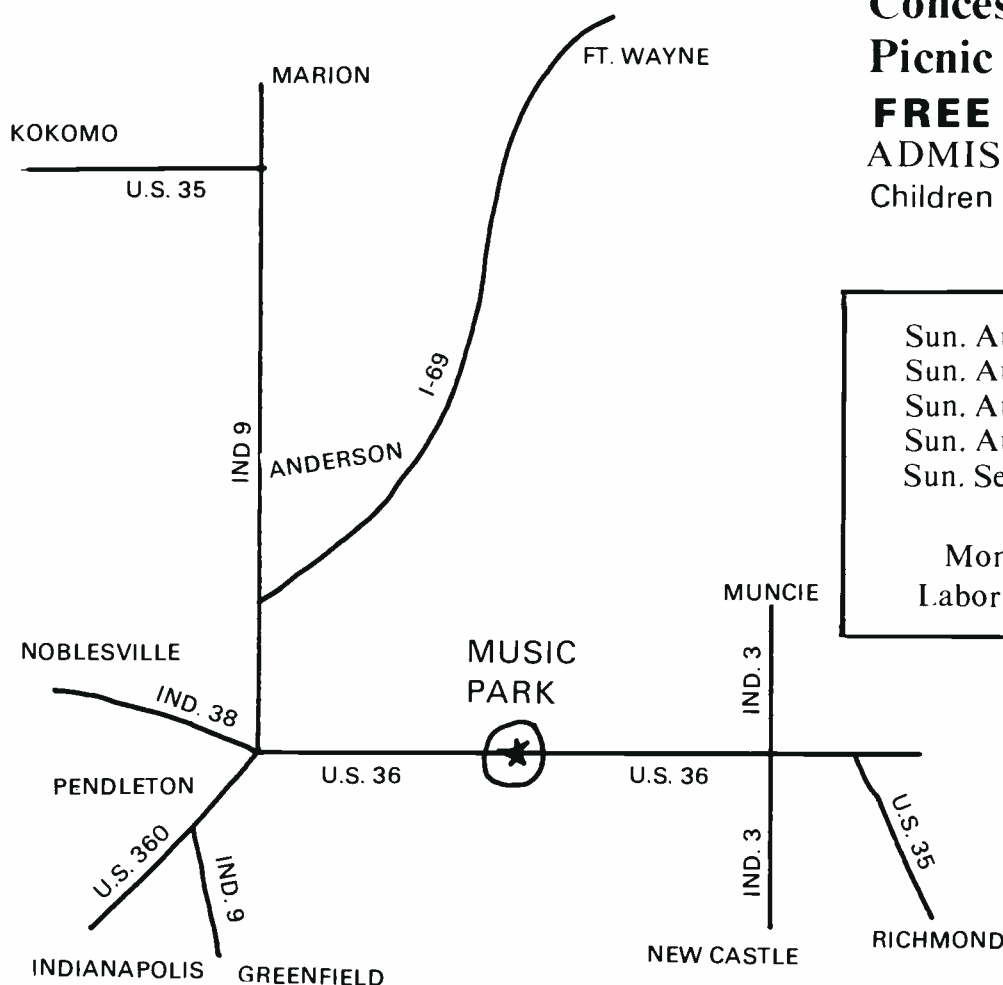 Picnic
FREE
Children
FT. WAYNE
MARION
KOKOMO
U.S. 35
I-69
IND 9
ANDERSON
Sun.
Sun.
Sun.
Sun.
Sun.
Labor
MUNCIE
NOBLESVILLE
IND. 38
MUSIC
PARK
IND. 3
PENDLETON
U.S. 36
U.S. 36
U.S. 360
IND. 9
IND. 3
U.S. 35
INDIANAPOLIS
GREENFIELD
NEW CASTLE
RICHMOND